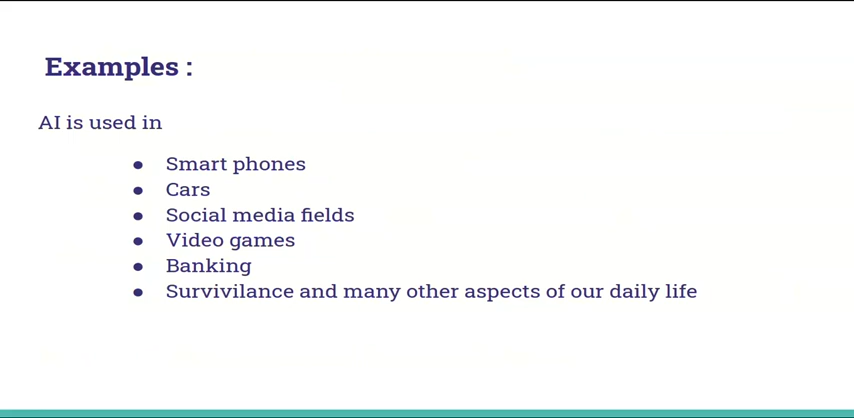 Examples :
AI is used in
● Smart phones
● Cars
● Social media fields
● Video games
● Banking
● Survivilance and many other aspects of our daily life